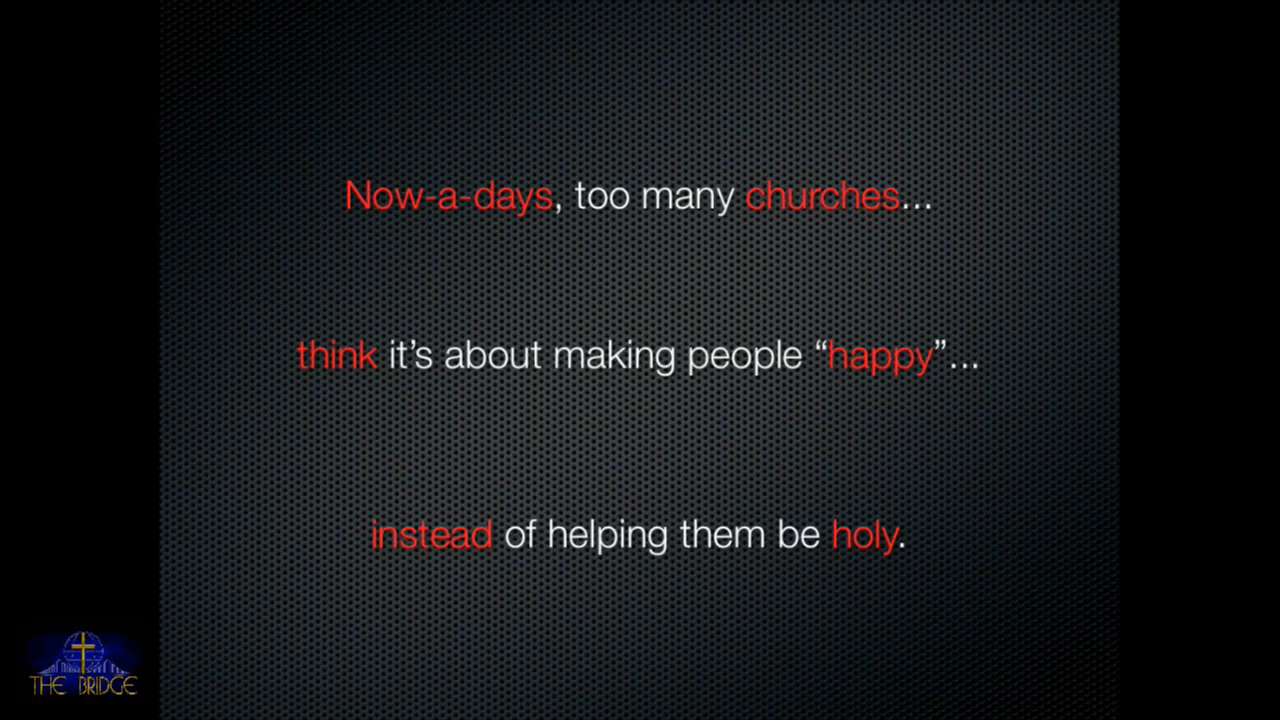 Now-a-days, too many churches...
think it’s about making people “happy”...
instead of helping them be holy.
THE BRIDGE